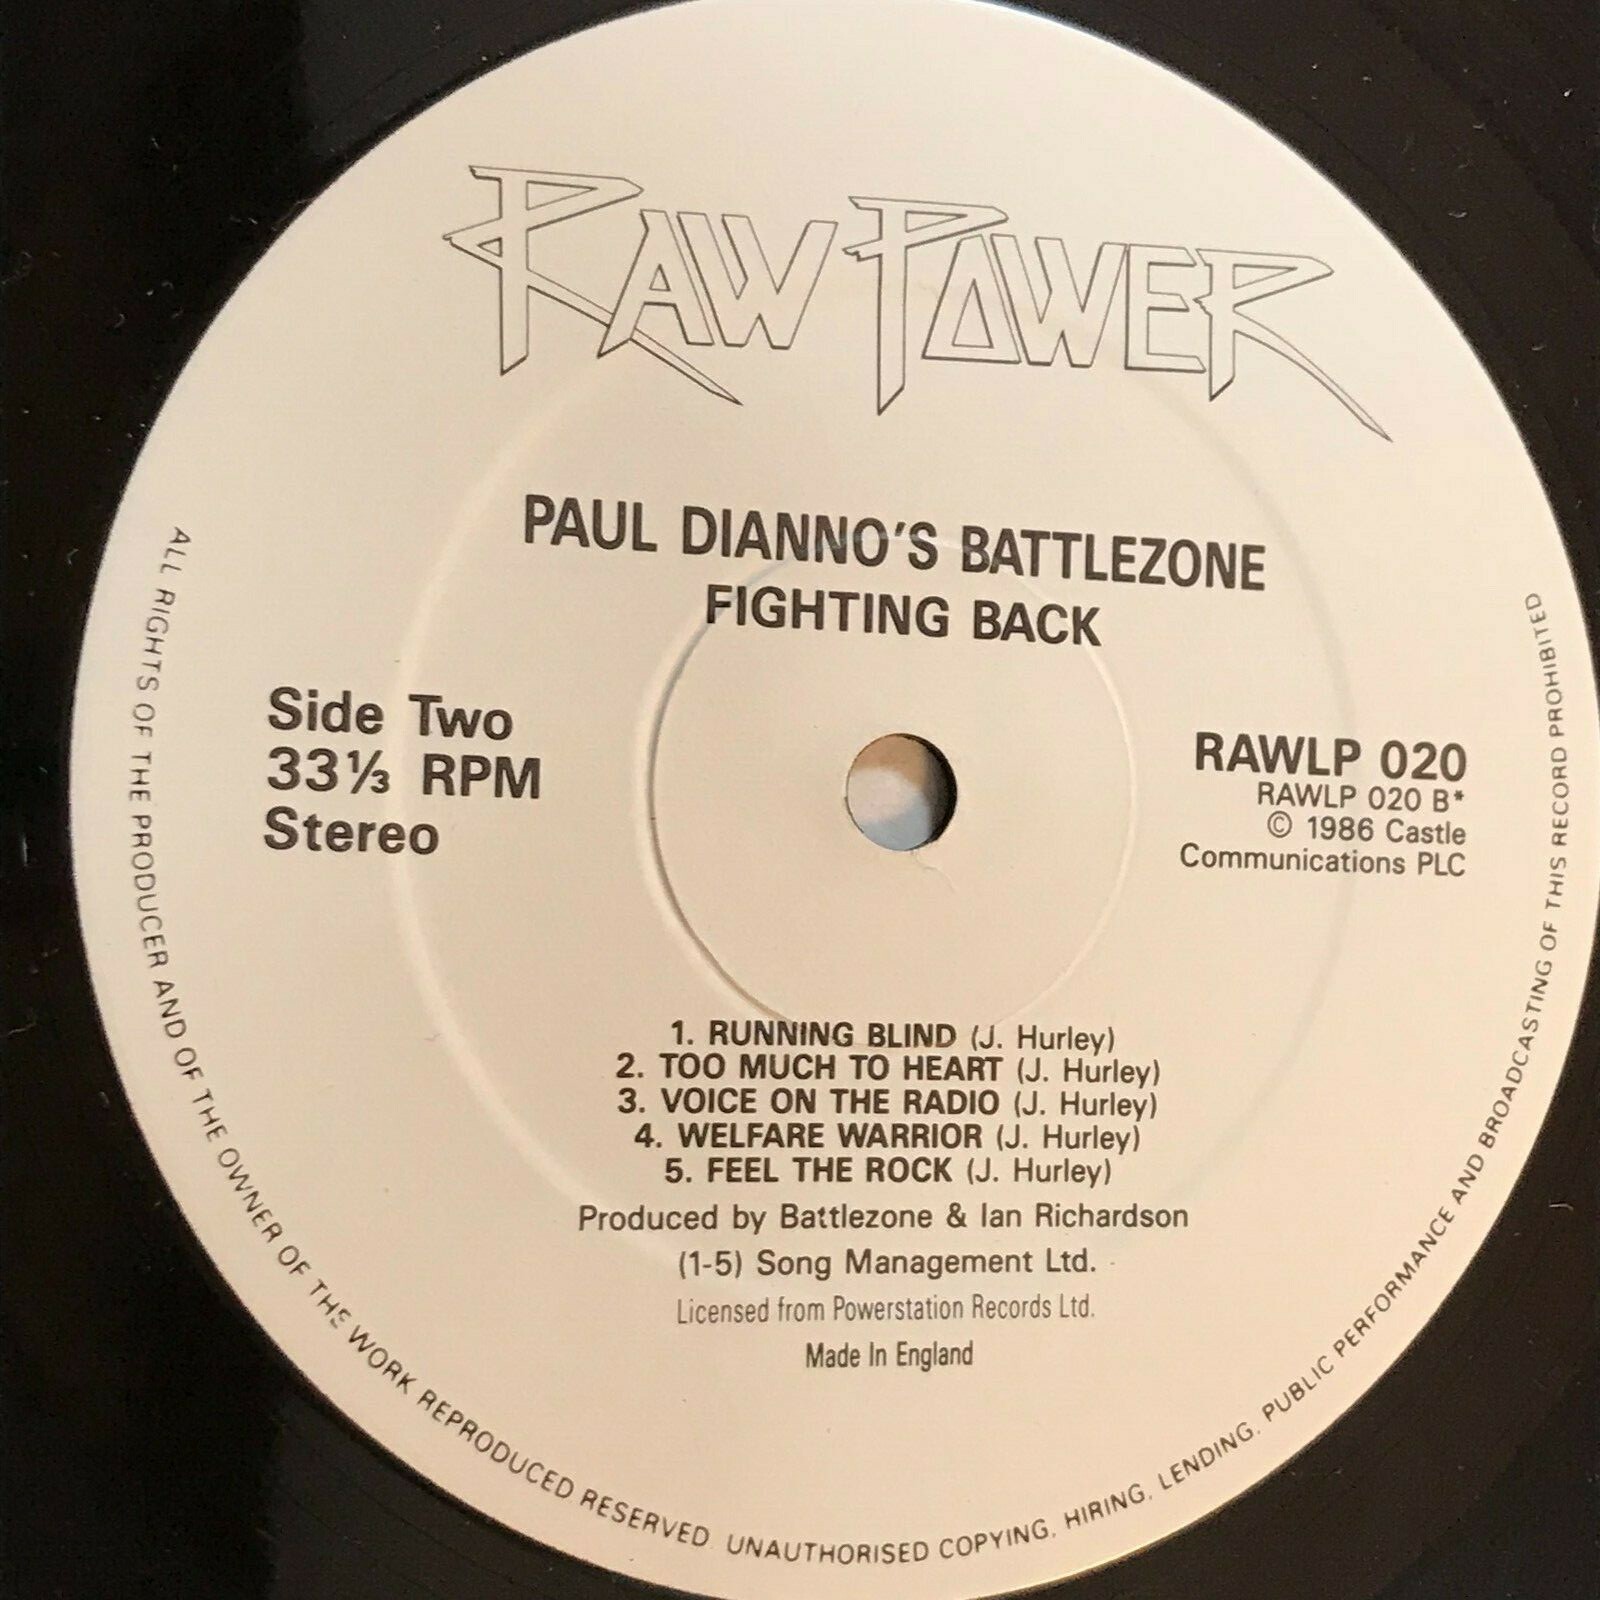 RAW POWER
PAUL DIANNO'S BATTLEZONE
FIGHTING BACK
Side Two
33⅓ RPM
Stereo
RAWLP 020
RAWLP 020 B*
© 1986 Castle
Communications PLC
1. RUNNING BLIND (J. Hurley)
2. TOO MUCH TO HEART (J. Hurley)
3. VOICE ON THE RADIO (J. Hurley)
4. WELFARE WARRIOR (J. Hurley)
5. FEEL THE ROCK (J. Hurley)
Produced by Battlezone & Ian Richardson
(1-5) Song Management Ltd.
Licensed from Powerstation Records Ltd.
Made In England
ALL RIGHTS OF THE PRODUCER AND OF THE OWNER OF THE WORK REPRODUCED RESERVED. UNAUTHORISED COPYING, HIRING, LENDING, PUBLIC PERFORMANCE AND BROADCASTING OF THIS RECORD PROHIBITED